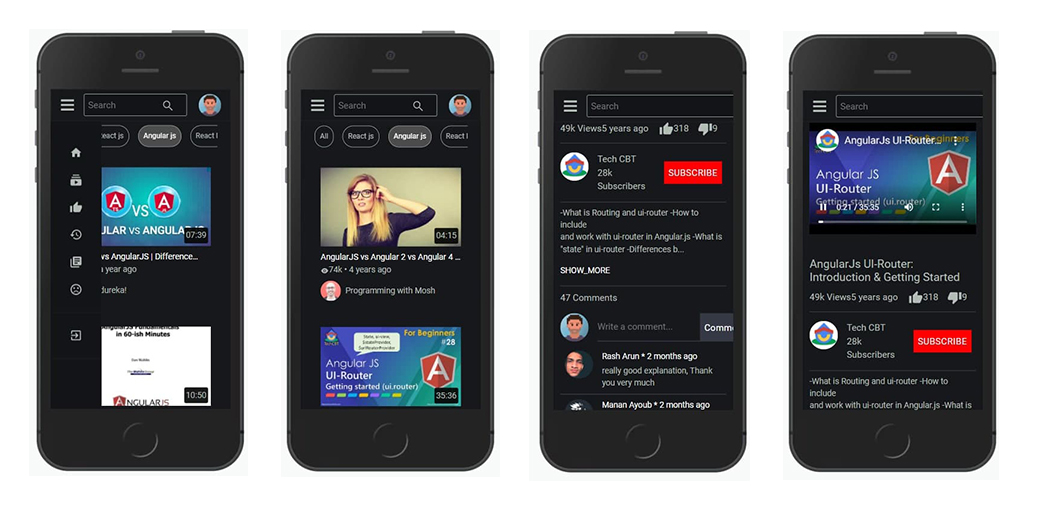 Search
eact js
Angular js
React l
VS
LAR vs ANGULAR
07:39
vs AngularJS | Difference...
a year ago
dureka!
AngularJS Fundamentals
in 60-ish Minutes
Dan Wahlin
ANGULARJS
10:50
Search
All
React js
Angular js
React l
04:15
AngularJS vs Angular 2 vs Angular 4 ...
74k • 4 years ago
Programming with Mosh
For Beginners
#28
Tech CBT
Angular JS
UI-Router
Getting started (ui.router)
35:36
Search
49k Views5 years ago 318 9
Tech CBT
28k
Subscribers
SUBSCRIBE
-What is Routing and ui-router -How to
include
and work with ui-router in Angular.js -What is
"state" in ui-router -Differences b...
SHOW_MORE
47 Comments
Write a comment...
Comme
Rash Arun * 2 months ago
really good explanation, Thank
you very much
Manan Ayoub * 2 months ago
Search
For Beginners
AngularJs UI-Router...
Angular JS
UI-Router
Getting started (ui.router)
0:21 / 35:35
AngularJs UI-Router:
Introduction & Getting Started
49k Views5 years ago 318 9
Tech CBT
28k
Subscribers
SUBSCRIBE
-What is Routing and ui-router -How to
include
and work with ui-router in Angular.js -What is